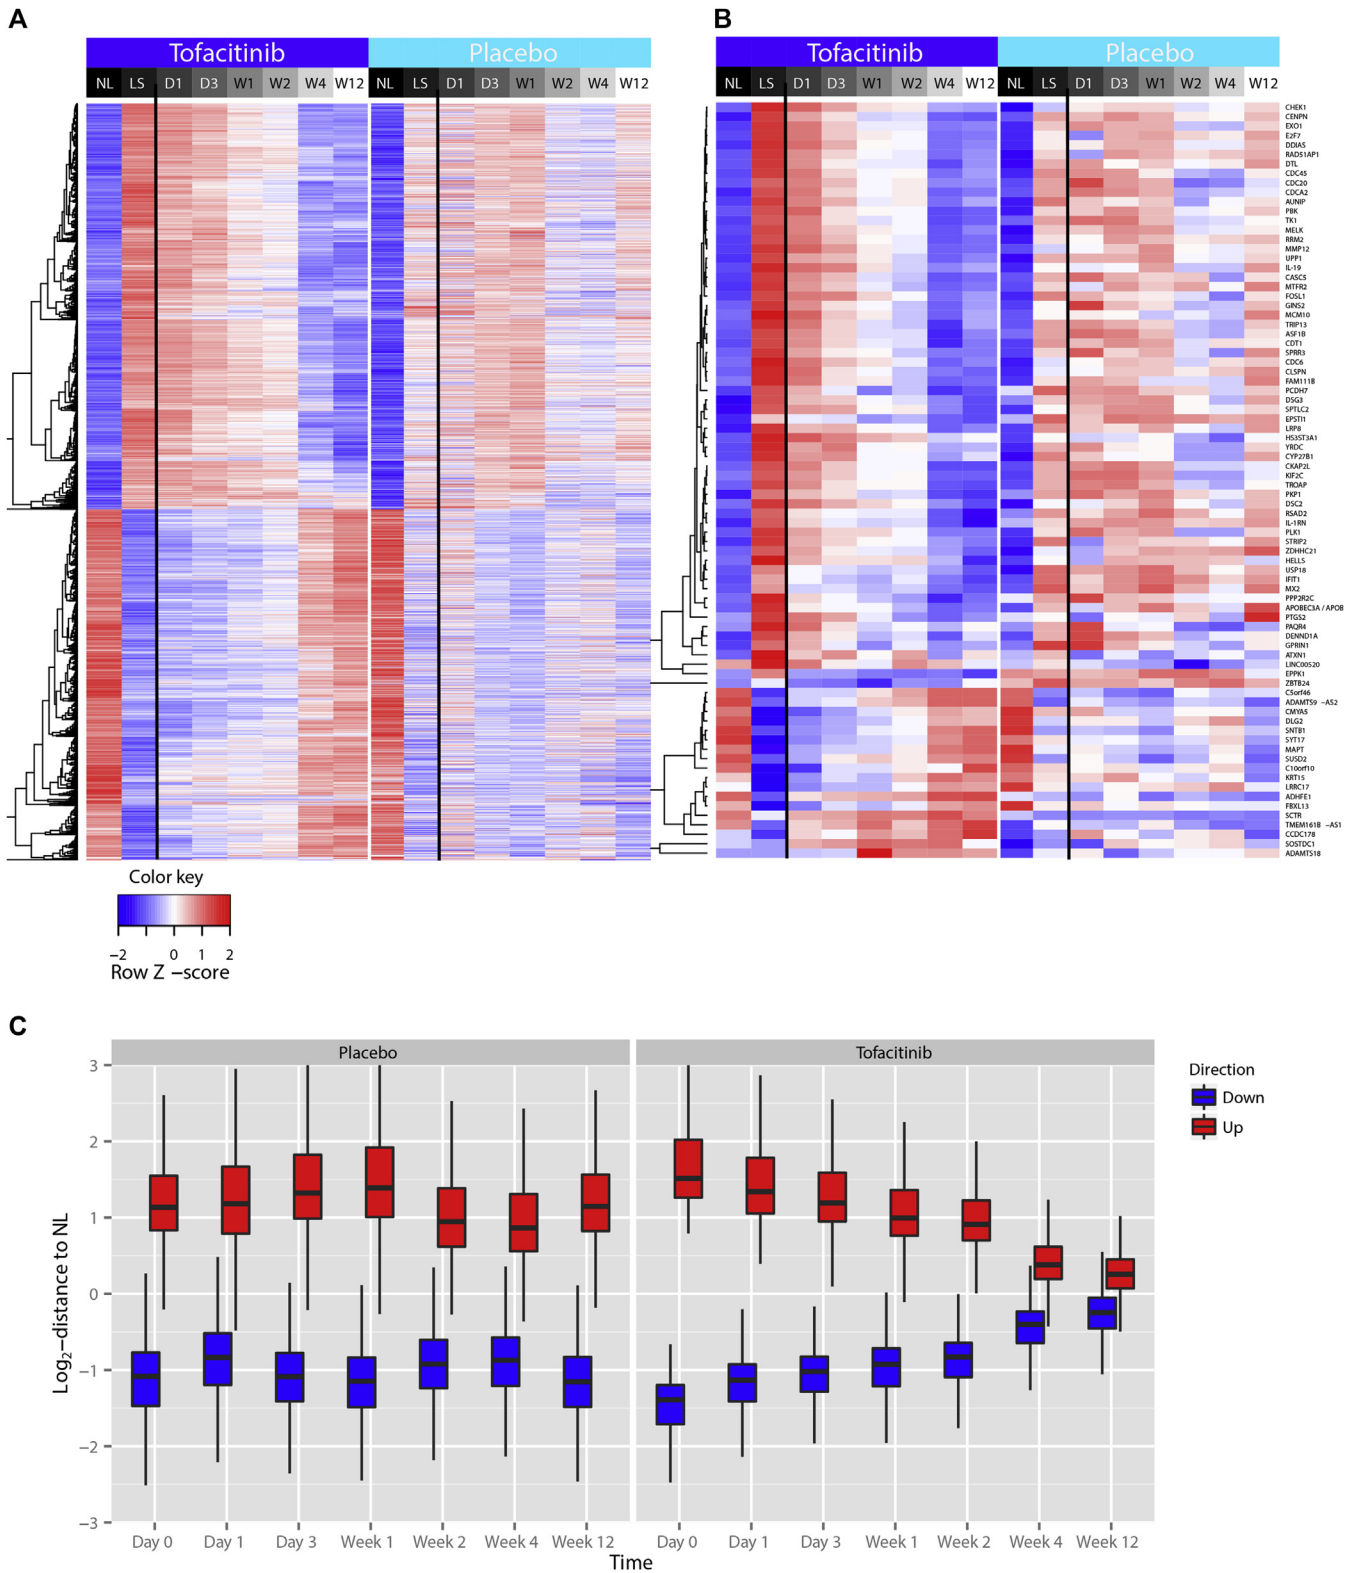 A
B
Tofacitinib Placebo
NL LS D1 D3 W1 W2 W4 W12 NL LS D1 D3 W1 W2 W4 W12
Tofacitinib Placebo
NL LS D1 D3 W1 W2 W4 W12 NL LS D1 D3 W1 W2 W4 W12
CHEK1
CENPN
EXO1
E2F7
DDIAS
RAD51AP1
DTL
CDC45
CDC20
CDCA2
AUNIP
PBK
TK1
MELK
RRM2
MMP12
UPP1
IL-19
CASC5
MTFR2
FOSL1
GINS2
MCM10
TRIP13
ASF1B
CDT1
SPRR3
CDC6
CLSPN
FAM111B
PCDH7
DSG3
SPTLC2
EPSTI1
LRP8
HS3ST3A1
YRDC
CYP27B1
CKAP2L
KIF2C
TROAP
PKP1
DSC2
RSAD2
IL-1RN
PLK1
STRIP2
ZDHHC21
HELLS
USP18
IFIT1
MX2
PPP2R2C
APOBEC3A / APOB
PTGS2
PAQR4
DENND1A
GPRIN1
ATXN1
LINC00520
EPPK1
ZBTB24
C5orf46
ADAMTS9 −AS2
CMYA5
DLG2
SNTB1
SYT17
MAPT
SUSD2
C10orf10
KRT15
LRRC17
ADHFE1
FBXL13
SCTR
TMEM161B −AS1
CCDC178
SOSTDC1
ADAMTS18
Color key
−2 0 1 2
Row Z −score
C
Placebo
Tofacitinib
3
2
1
0
−1
−2
−3
Log2−distance to NL
Day 0 Day 1 Day 3 Week 1 Week 2 Week 4 Week 12
Day 0 Day 1 Day 3 Week 1 Week 2 Week 4 Week 12
Time
Direction
Down
Up